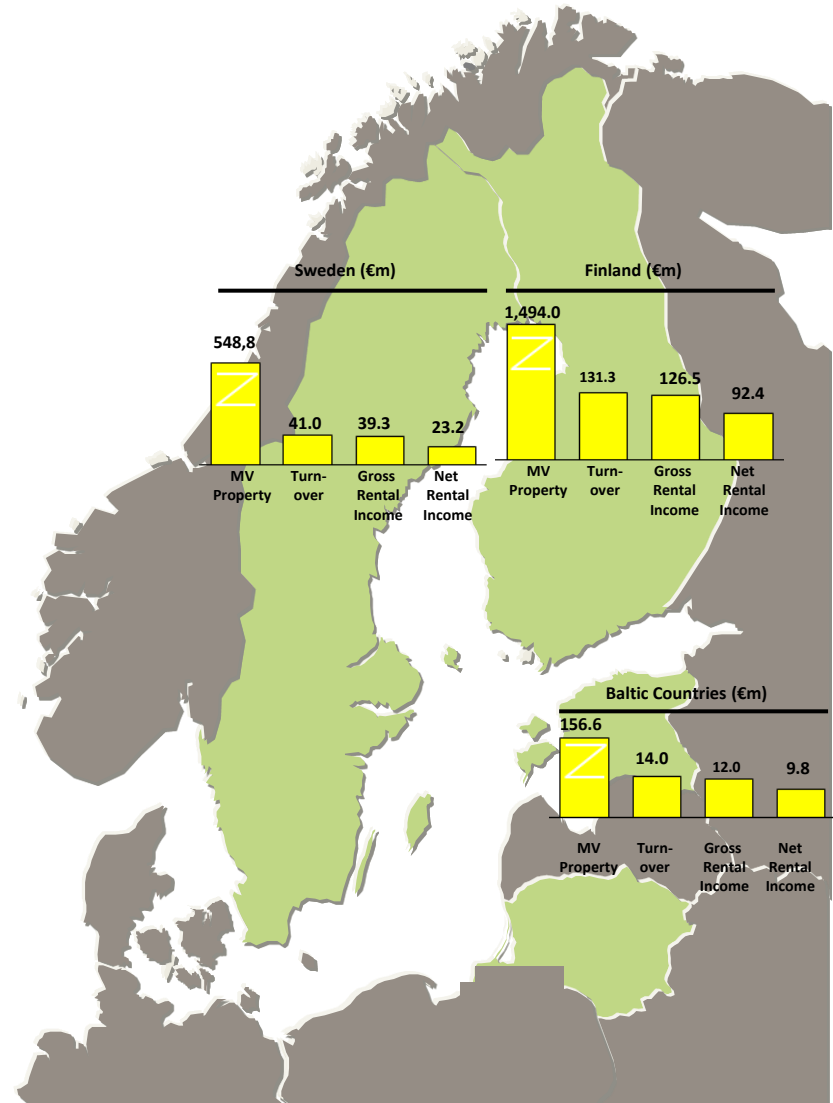 Sweden (€m)
548,8
41.0
39.3
23.2
MV
Property
Turn-
over
Gross
Rental
Income
Net
Rental
Income
Finland (€m)
1,494.0
131.3
126.5
92.4
MV
Property
Turn-
over
Gross
Rental
Income
Net
Rental
Income
Baltic Countries (€m)
156.6
14.0
12.0
9.8
MV
Property
Turn-
over
Gross
Rental
Income
Net
Rental
Income